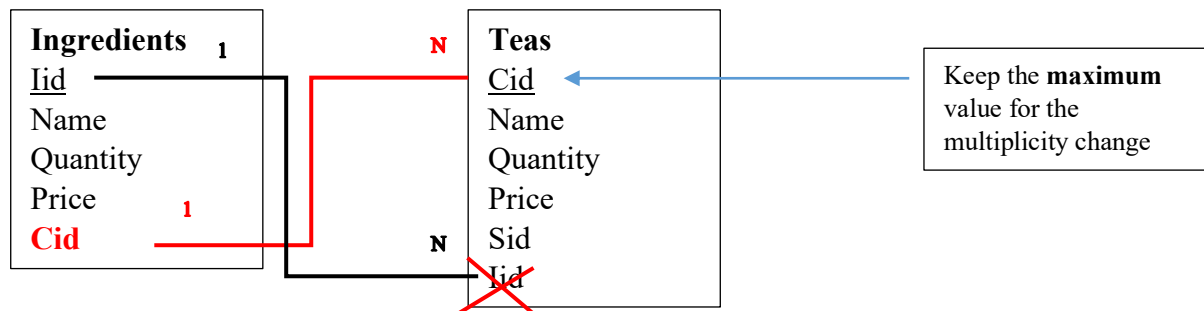 Ingredients 1
Iid
Name
Quantity
Price
1
Cid
N Teas
Cid
Name
Quantity
Price
N Sid
Iid
Keep the maximum
value for the
multiplicity change